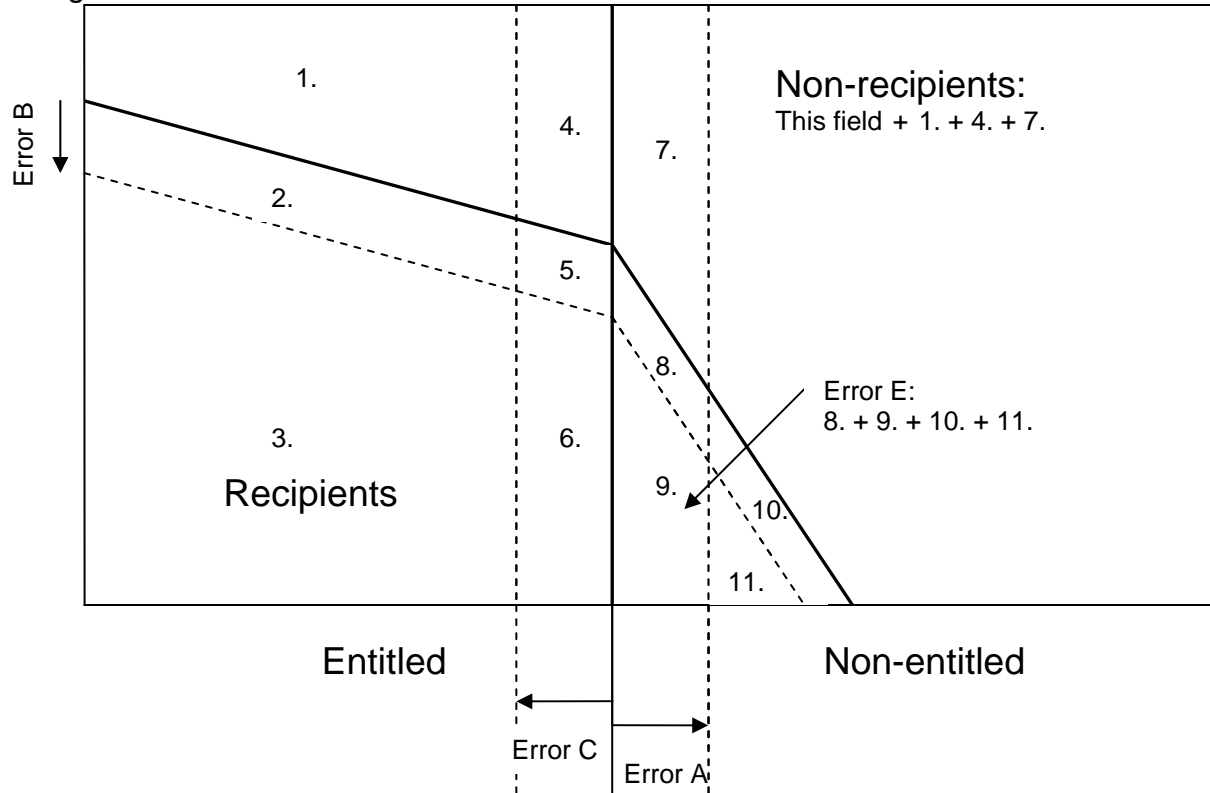 1.
Non-recipients:
This field + 1. + 4. + 7.
Error B
4.
7.
2.
5.
8.
Error E:
8. + 9. + 10. + 11.
3.
6.
Recipients
9.
10.
11.
Entitled
Non-entitled
Error C
Error A